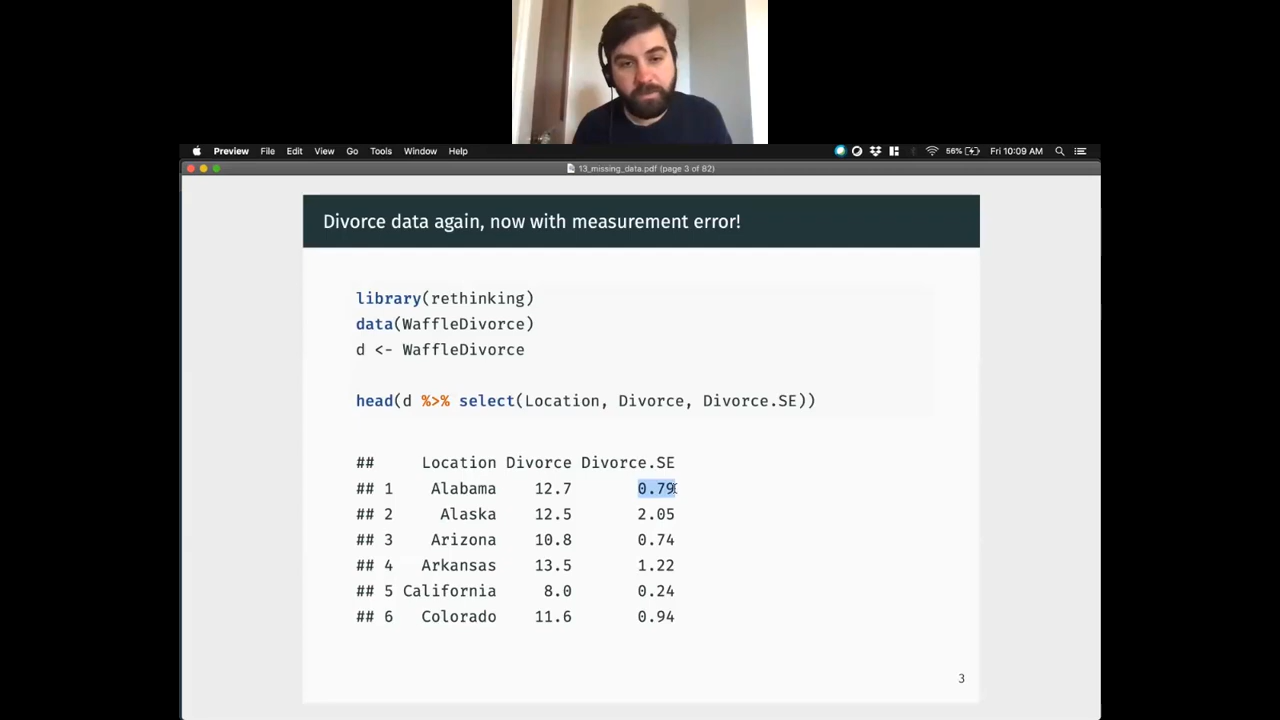 Preview File Edit View Go Tools Window Help 56% Fri 10:09 AM
13_missing_data.pdf (page 3 of 82)
Divorce data again, now with measurement error!
library(rethinking)
data(WaffleDivorce)
d <- WaffleDivorce
head(d %>% select(Location, Divorce, Divorce.SE))
## Location Divorce Divorce.SE
## 1 Alabama 12.7 0.79
## 2 Alaska 12.5 2.05
## 3 Arizona 10.8 0.74
## 4 Arkansas 13.5 1.22
## 5 California 8.0 0.24
## 6 Colorado 11.6 0.94
3